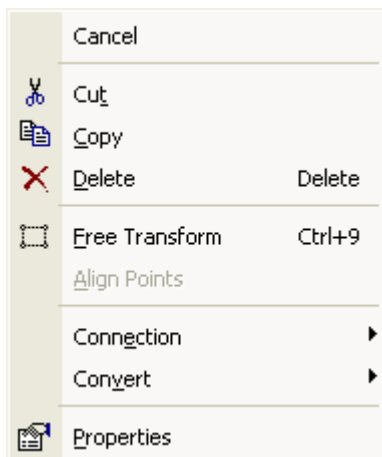 Cancel
Cut
Copy
Delete Delete
Free Transform Ctrl+9
Align Points
Connection
Convert
Properties